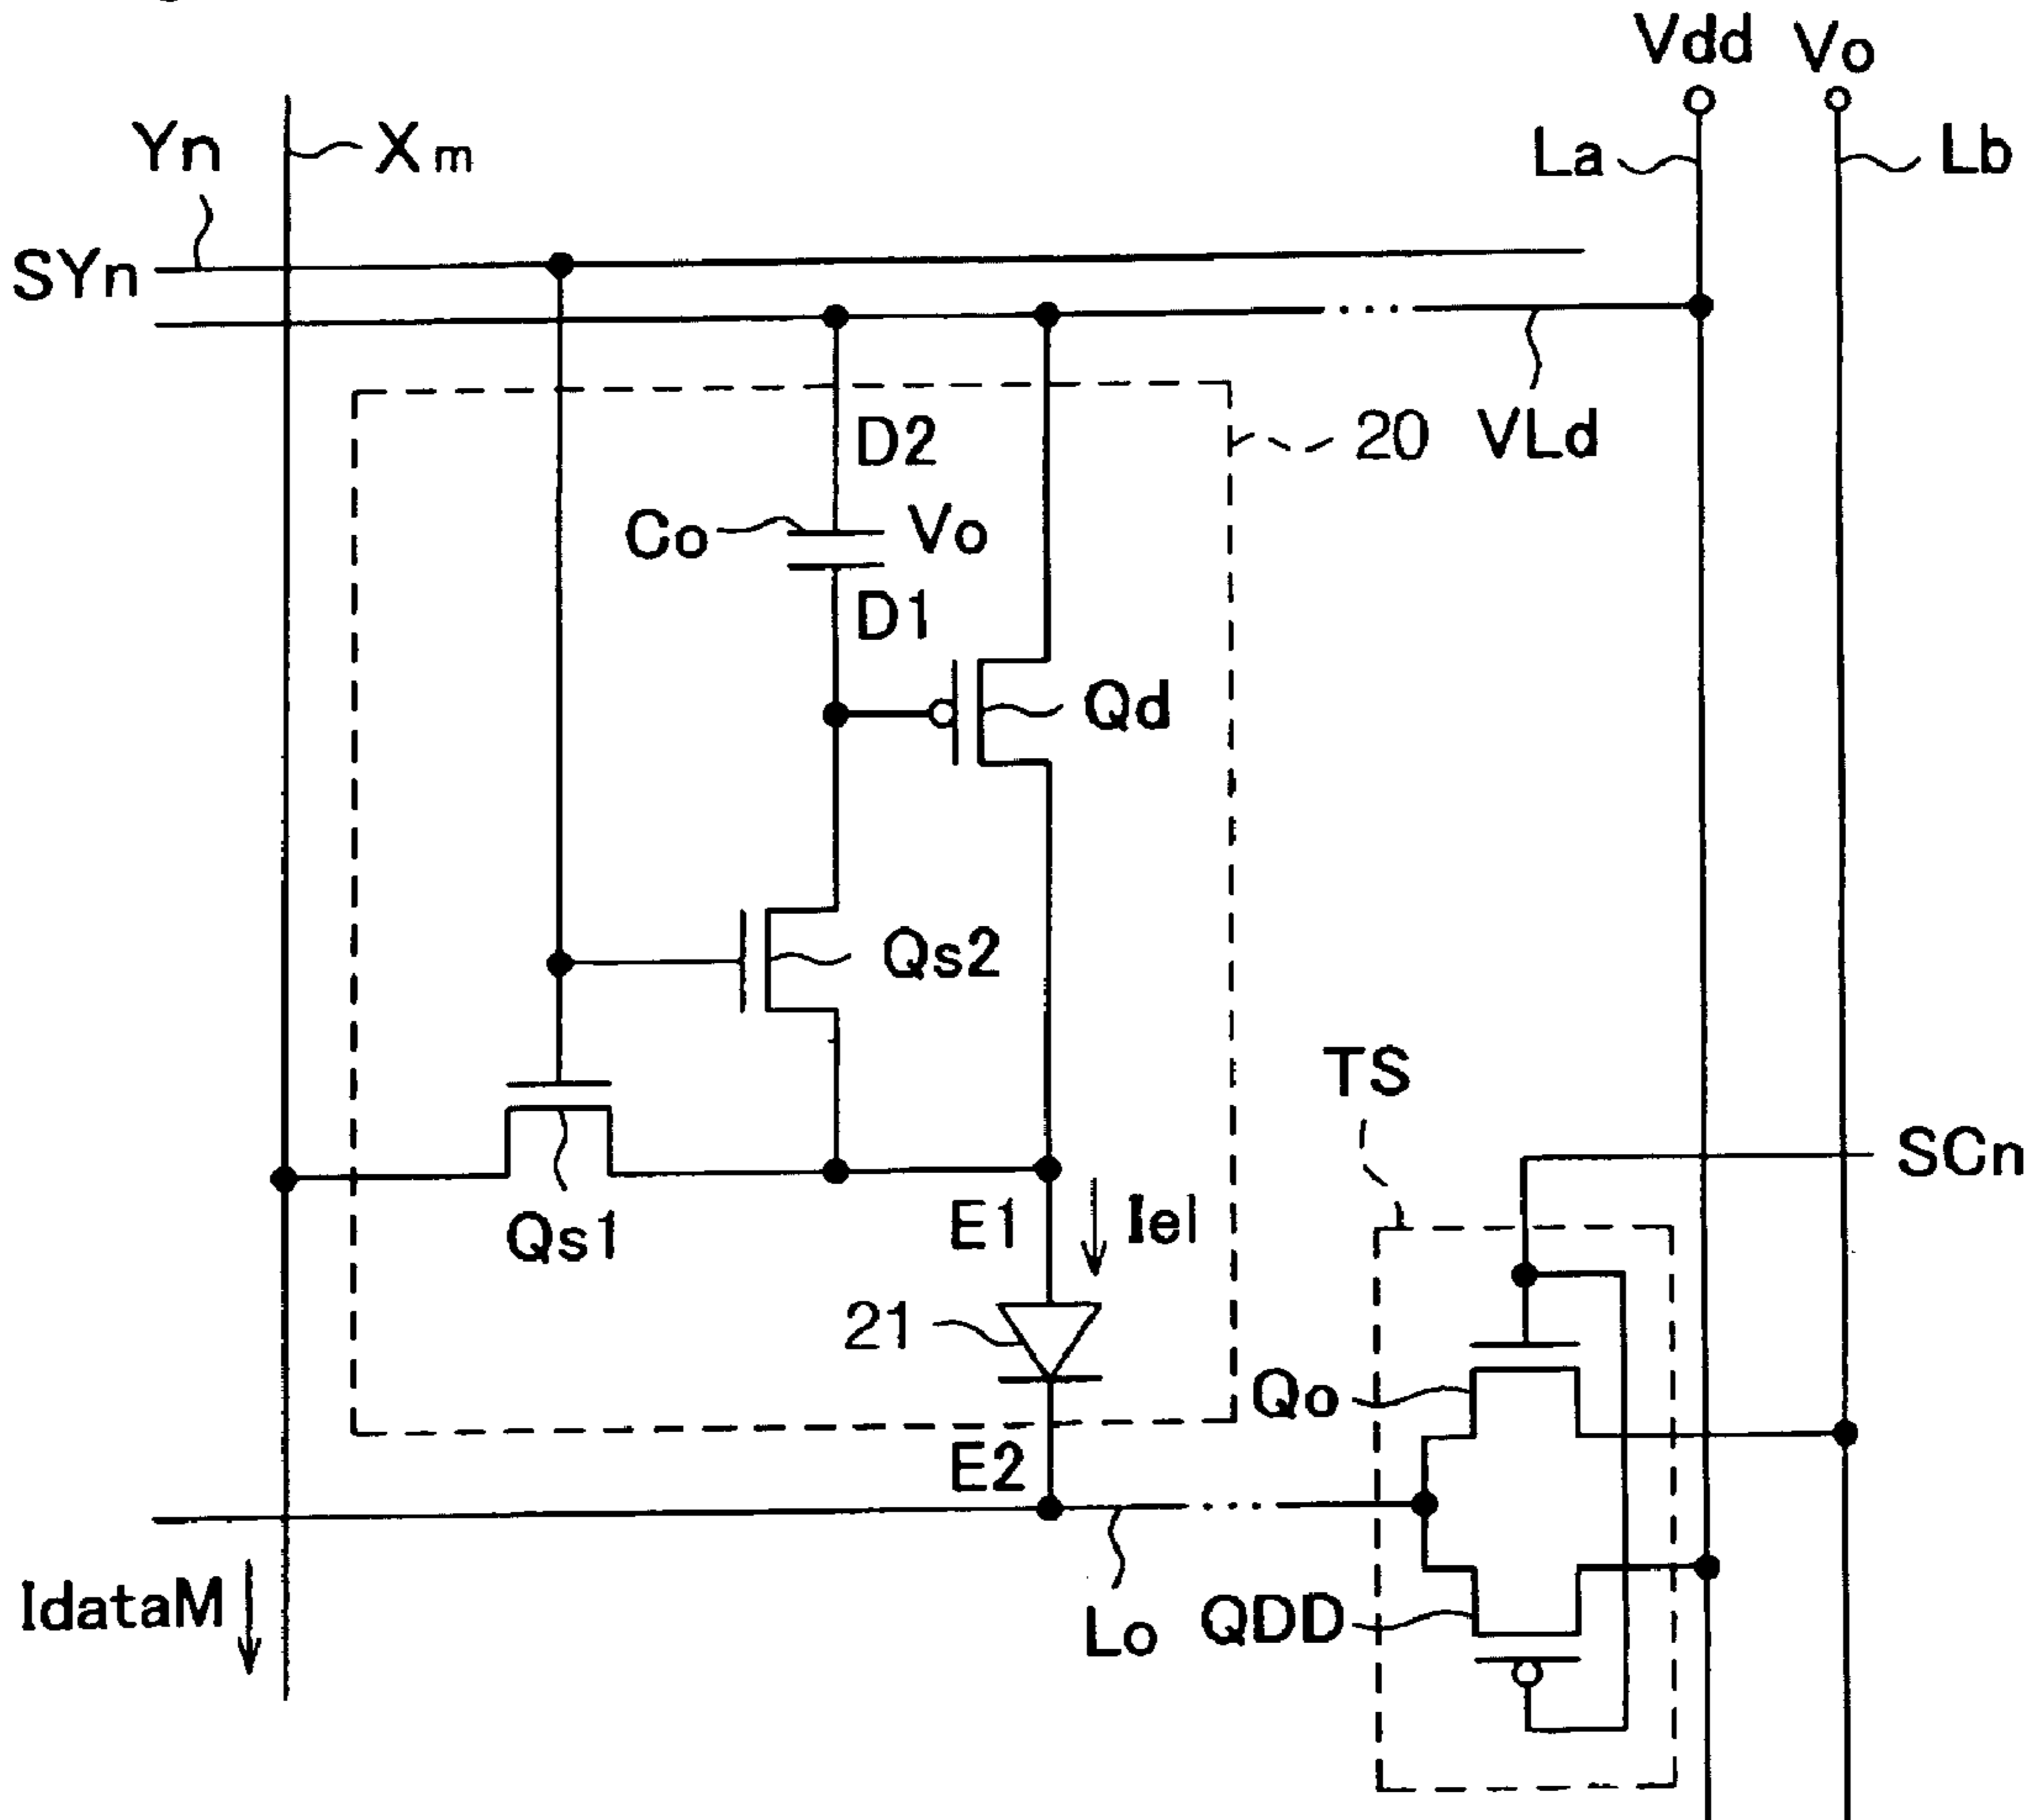 Vdd Vo
Yn Xm La Lb
SYn
D2 20 VLd
Co Vo
D1
Qd
Qs2
TS
SCn
Qs1 E1 Iel
21
Qo
E2
IdataM Lo QDD